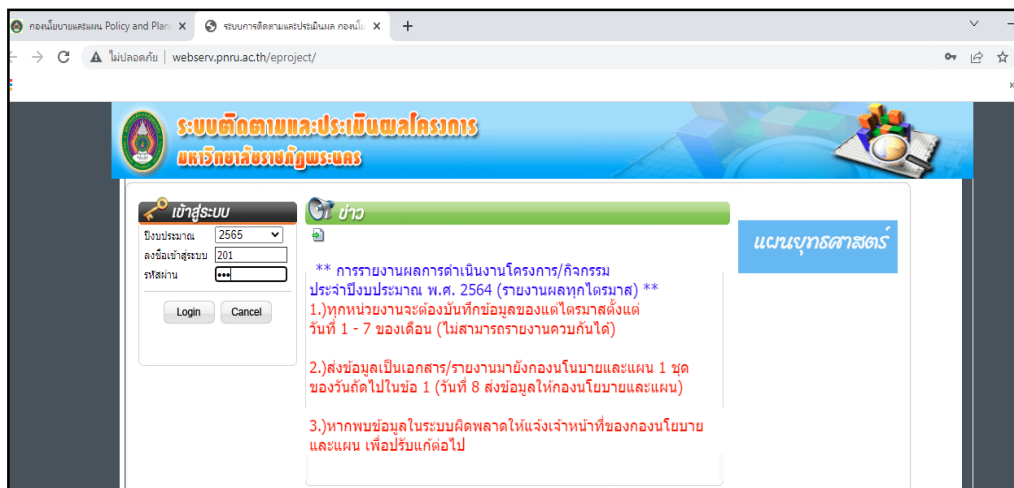 กองนโยบายและแผน Policy and Plan
ระบบการติดตามและประเมินผล กองนโ
ไม่ปลอดภัย | webserv.pnru.ac.th/eproject/
ระบบติดตามและประเมินผลโครงการ
มหาวิทยาลัยราชภัฏพระนคร
เข้าสู่ระบบ
ปีงบประมาณ 2565
ลงชื่อเข้าสู่ระบบ 201
รหัสผ่าน
Login Cancel
ข่าว
** การรายงานผลการดำเนินงานโครงการ/กิจกรรม
ประจำปีงบประมาณ พ.ศ. 2564 (รายงานผลทุกไตรมาส) **
1.)ทุกหน่วยงานจะต้องบันทึกข้อมูลของแต่ไตรมาสตั้งแต่
วันที่ 1 - 7 ของเดือน (ไม่สามารถรายงานควบกันได้)
2.)ส่งข้อมูลเป็นเอกสาร/รายงานมายังกองนโนบายและแผน 1 ชุด
ของวันถัดไปในข้อ 1 (วันที่ 8 ส่งข้อมูลให้กองนโยบายและแผน)
3.)หากพบข้อมูลในระบบผิดพลาดให้แจ้งเจ้าหน้าที่ของกองนโยบาย
และแผน เพื่อปรับแก้ต่อไป
แผนยุทธศาสตร์